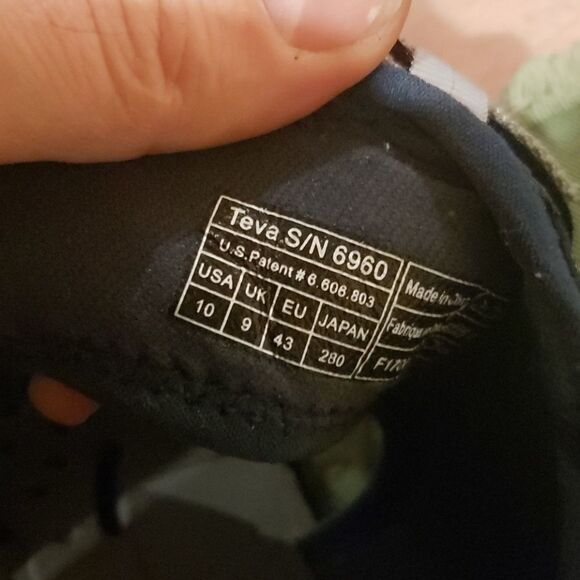 Teva S/N 6960
U.S.Patent # 6.606.803
USA UK EU JAPAN
10 9 43 280
Made in